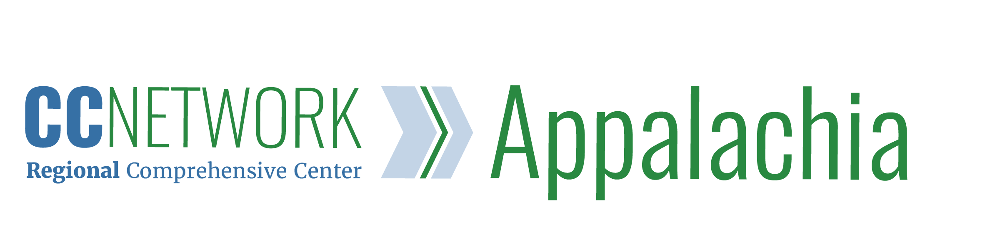 CCNETWORK
Regional Comprehensive Center
Appalachia